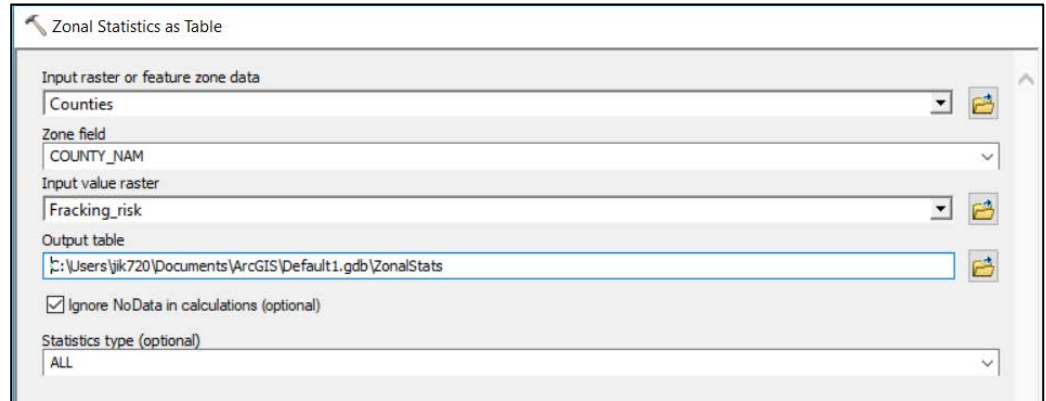 Zonal Statistics as Table
Input raster or feature zone data
Counties
Zone field
COUNTY_NAM
Input value raster
Fracking_risk
Output table
C:\Users\jik720\Documents\ArcGIS\Default1.gdb\ZonalStats
Ignore NoData in calculations (optional)
Statistics type (optional)
ALL